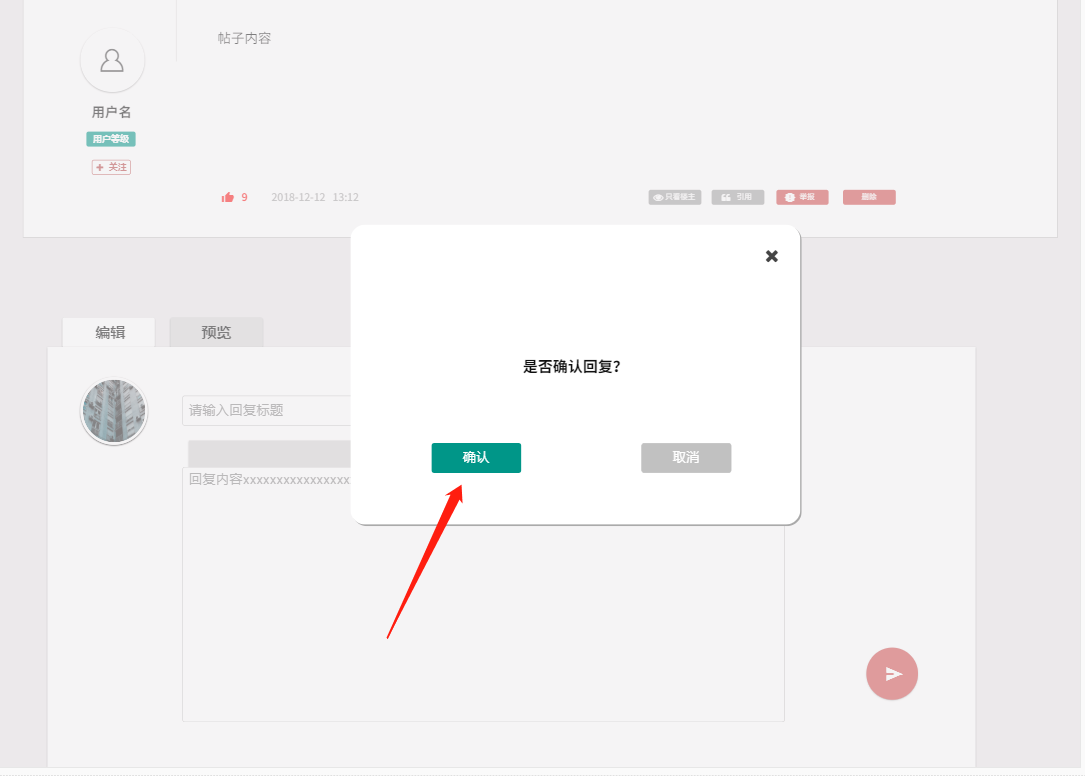 帖子内容
用户名
用户等级
+ 关注
9 2018-12-12 13:12 只看楼主 引用 举报 删除
编辑 预览
请输入回复标题
回复内容xxxxxxxxxxxxxxxx
是否确认回复?
确认 取消